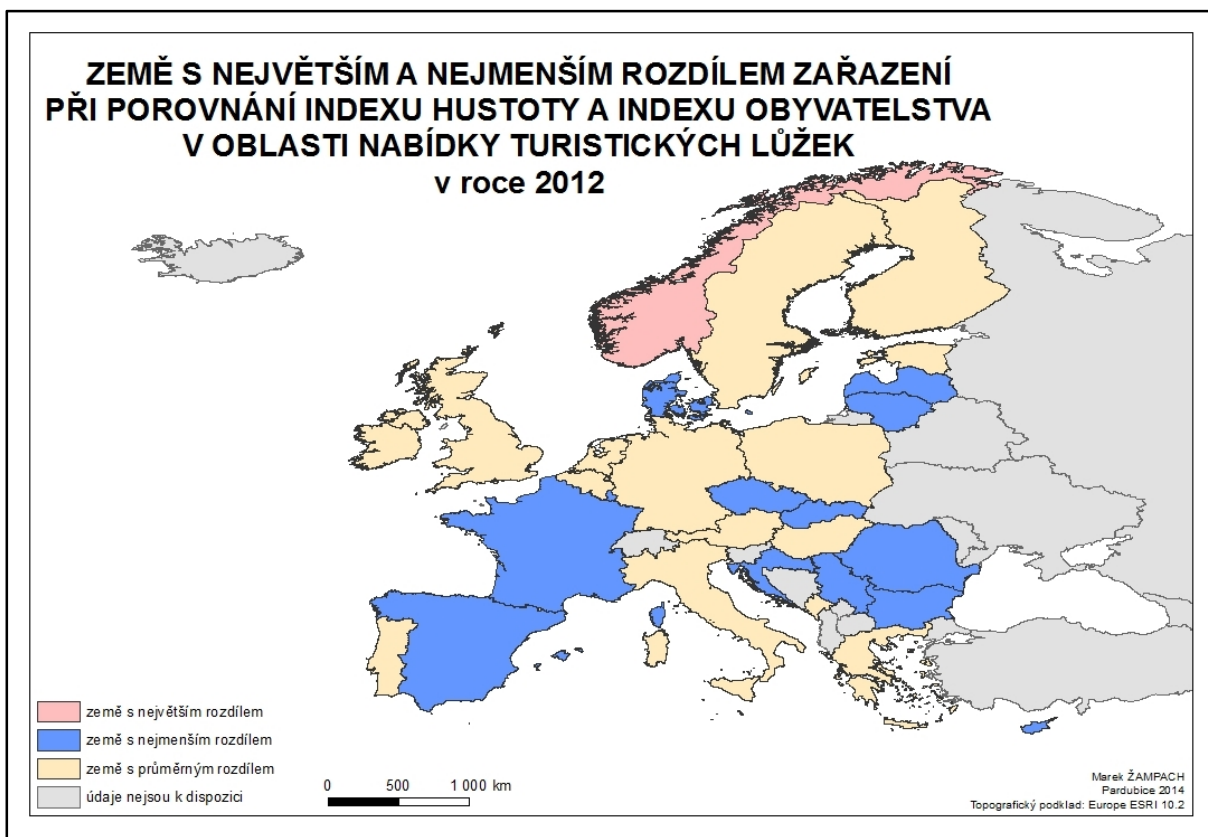 ZEMĚ S NEJVĚTŠÍM A NEJMENŠÍM ROZDÍLEM ZAŘAZENÍ
PŘI POROVNÁNÍ INDEXU HUSTOTY A INDEXU OBYVATELSTVA
V OBLASTI NABÍDKY TURISTICKÝCH LŮŽEK
v roce 2012
země s největším rozdílem
země s nejmenším rozdílem
země s průměrným rozdílem
údaje nejsou k dispozici
0 500 1 000 km
Marek ŽAMPACH
Pardubice 2014
Topografický podklad: Europe ESRI 10.2